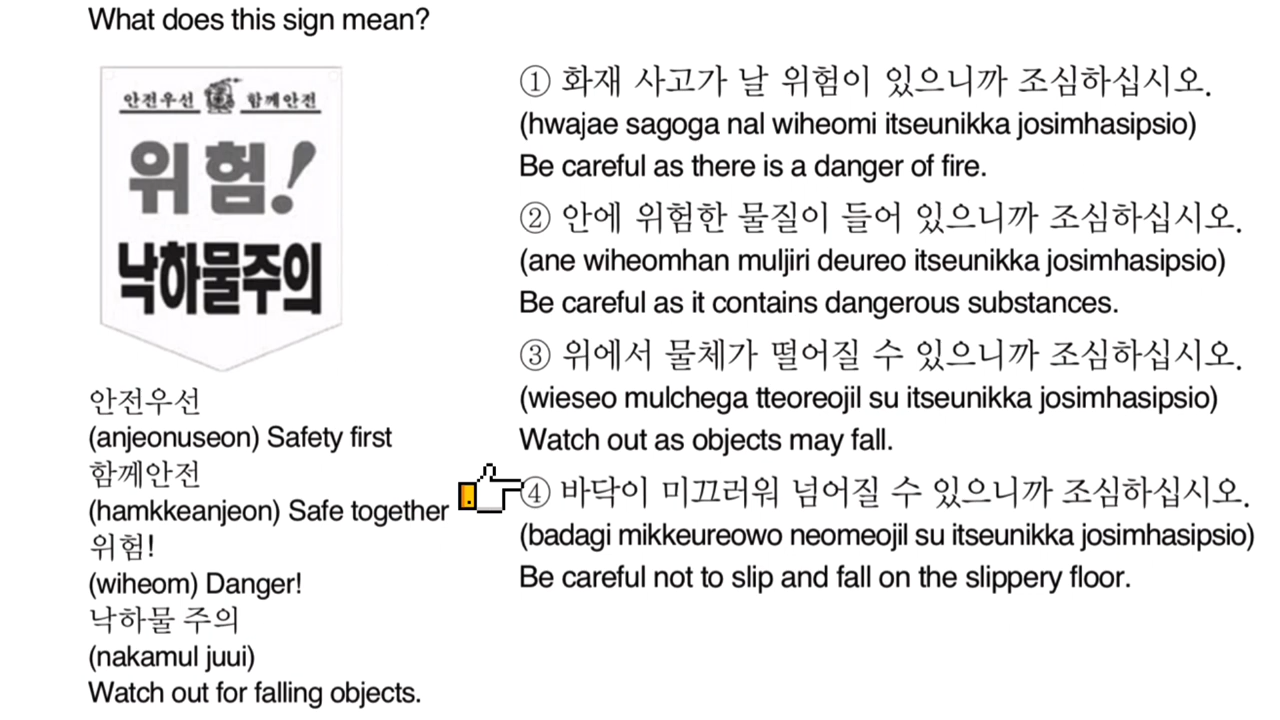 What does this sign mean?
안전우선 함께안전
위험!
낙하물주의
안전우선
(anjeonuseon) Safety first
함께안전
(hamkkeanjeon) Safe together
위험!
(wiheom) Danger!
낙하물 주의
(nakamul juui)
Watch out for falling objects.
① 화재 사고가 날 위험이 있으니까 조심하십시오.
(hwajae sagoga nal wiheomi itseunikka josimhasipsio)
Be careful as there is a danger of fire.
② 안에 위험한 물질이 들어 있으니까 조심하십시오.
(ane wiheomhan muljiri deureo itseunikka josimhasipsio)
Be careful as it contains dangerous substances.
③ 위에서 물체가 떨어질 수 있으니까 조심하십시오.
(wieseo mulchega tteoreojil su itseunikka josimhasipsio)
Watch out as objects may fall.
④ 바닥이 미끄러워 넘어질 수 있으니까 조심하십시오.
(badagi mikkeureowo neomeojil su itseunikka josimhasipsio)
Be careful not to slip and fall on the slippery floor.